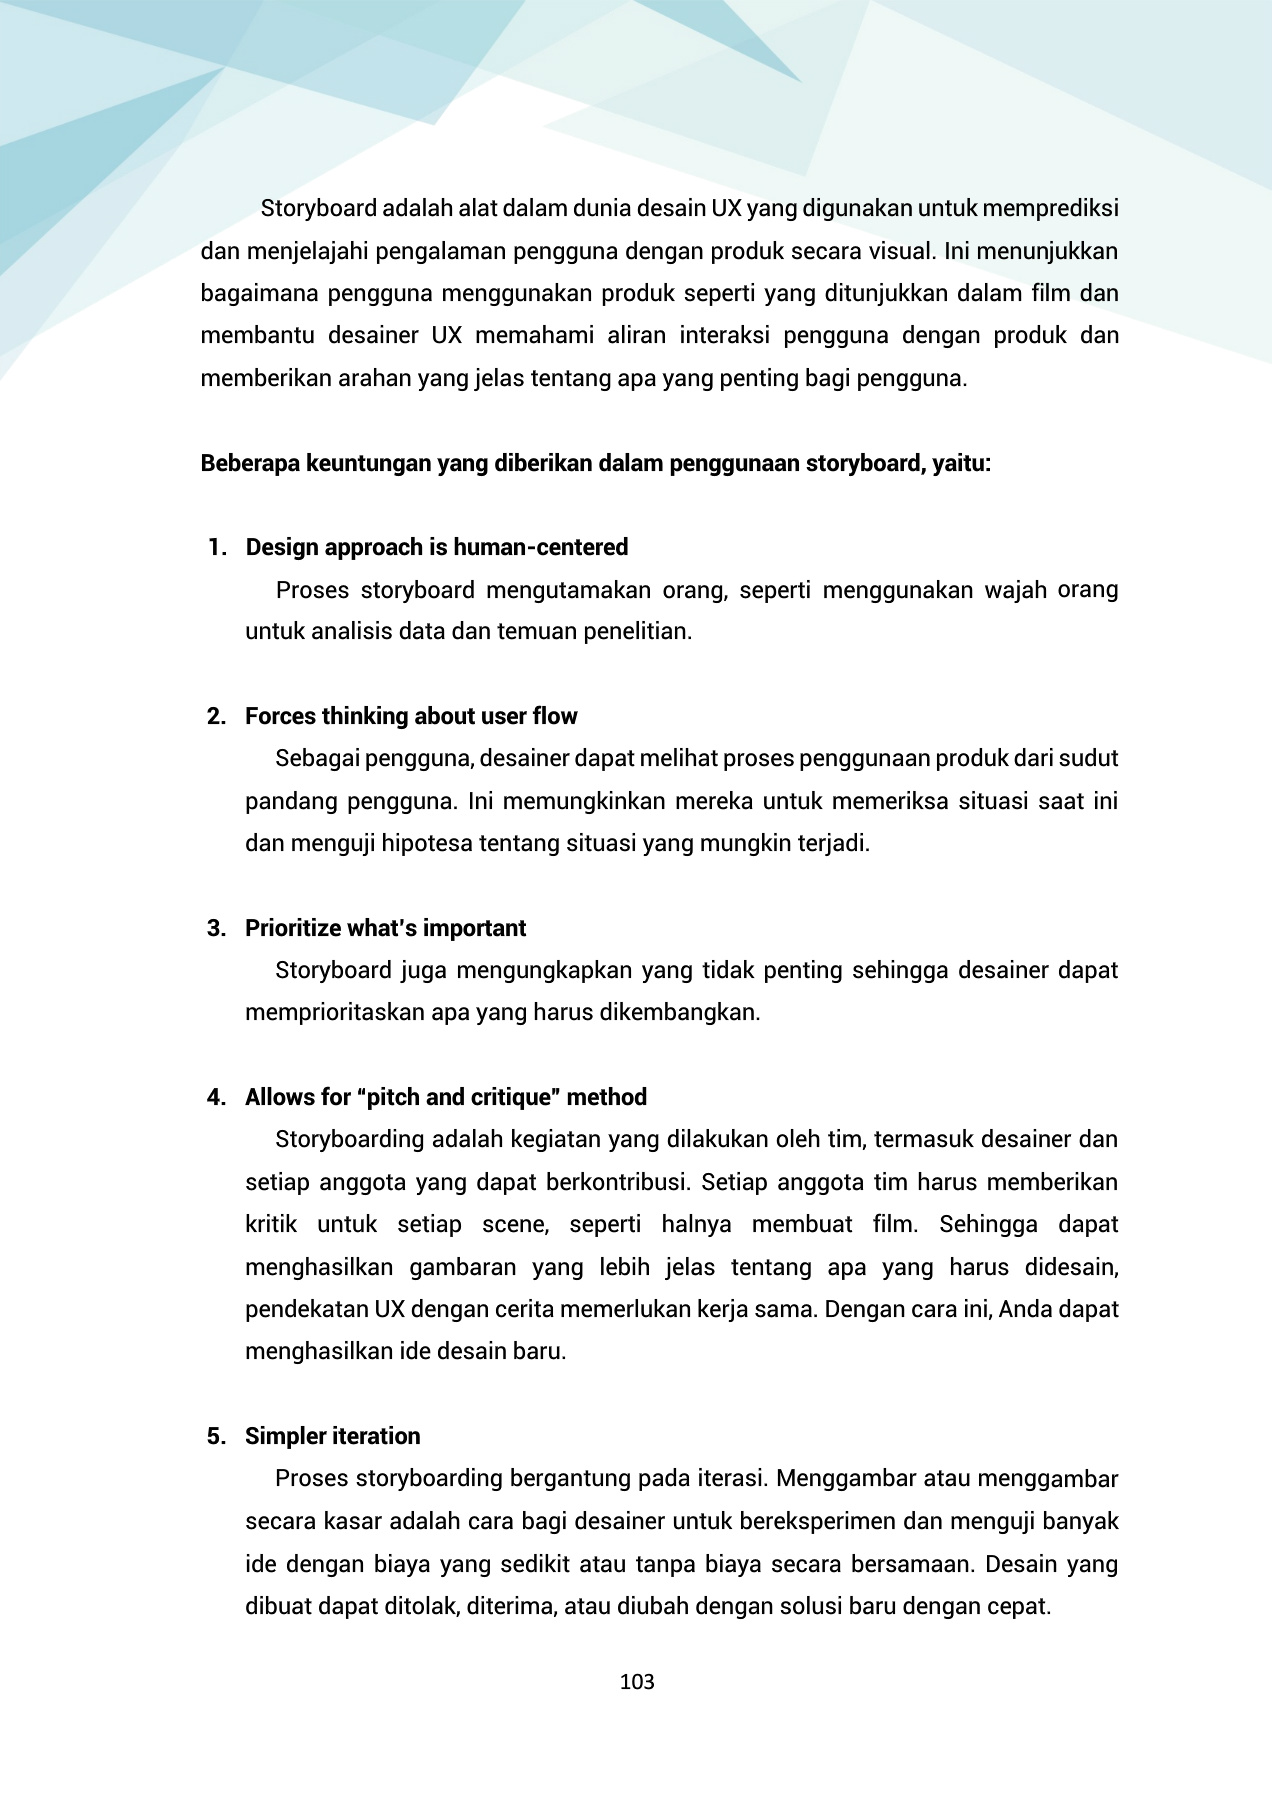 Storyboard adalah alat dalam dunia desain UX yang digunakan untuk memprediksi
dan menjelajahi pengalaman pengguna dengan produk secara visual. Ini menunjukkan
bagaimana pengguna menggunakan produk seperti yang ditunjukkan dalam film dan
membantu desainer UX memahami aliran interaksi pengguna dengan produk dan
memberikan arahan yang jelas tentang apa yang penting bagi pengguna.
Beberapa keuntungan yang diberikan dalam penggunaan storyboard, yaitu:
1. Design approach is human-centered
Proses storyboard mengutamakan orang, seperti menggunakan wajah orang
untuk analisis data dan temuan penelitian.
2. Forces thinking about user flow
Sebagai pengguna, desainer dapat melihat proses penggunaan produk dari sudut
pandang pengguna. Ini memungkinkan mereka untuk memeriksa situasi saat ini
dan menguji hipotesa tentang situasi yang mungkin terjadi.
3. Prioritize what's important
Storyboard juga mengungkapkan yang tidak penting sehingga desainer dapat
memprioritaskan apa yang harus dikembangkan.
4. Allows for “pitch and critique” method
Storyboarding adalah kegiatan yang dilakukan oleh tim, termasuk desainer dan
setiap anggota yang dapat berkontribusi. Setiap anggota tim harus memberikan
kritik untuk setiap scene, seperti halnya membuat film. Sehingga dapat
menghasilkan gambaran yang lebih jelas tentang apa yang harus didesain,
pendekatan UX dengan cerita memerlukan kerja sama. Dengan cara ini, Anda dapat
menghasilkan ide desain baru.
5. Simpler iteration
Proses storyboarding bergantung pada iterasi. Menggambar atau menggambar
secara kasar adalah cara bagi desainer untuk bereksperimen dan menguji banyak
ide dengan biaya yang sedikit atau tanpa biaya secara bersamaan. Desain yang
dibuat dapat ditolak, diterima, atau diubah dengan solusi baru dengan cepat.
103